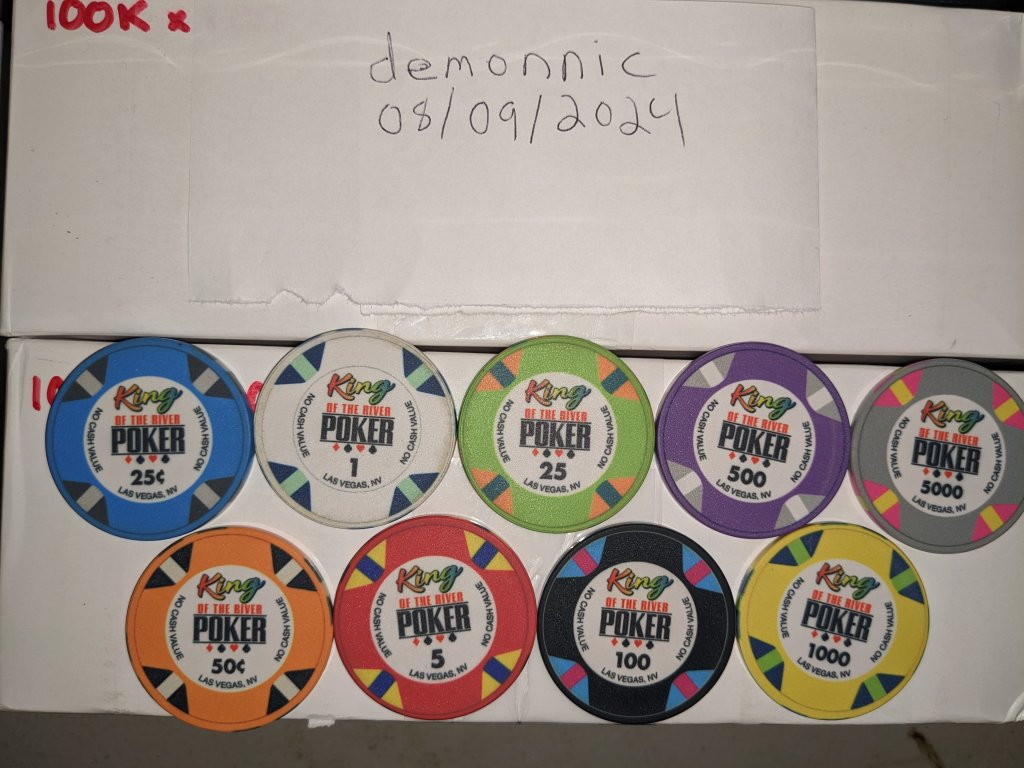 100K x
demonnic
08/09/2024
10
King
OF THE RIVER
POKER
25¢
NO CASH VALUE
NO CASH VALUE
LAS VEGAS, NV
King
OF THE RIVER
POKER
1
NO CASH VALUE
NO CASH VALUE
LAS VEGAS, NV
King
OF THE RIVER
POKER
25
NO CASH VALUE
NO CASH VALUE
LAS VEGAS, NV
King
OF THE RIVER
POKER
500
NO CASH VALUE
NO CASH VALUE
LAS VEGAS, NV
King
OF THE RIVER
POKER
5000
NO CASH VALUE
NO CASH VALUE
LAS VEGAS, NV
King
OF THE RIVER
POKER
50¢
NO CASH VALUE
NO CASH VALUE
LAS VEGAS, NV
King
OF THE RIVER
POKER
5
NO CASH VALUE
NO CASH VALUE
LAS VEGAS, NV
King
OF THE RIVER
POKER
100
NO CASH VALUE
NO CASH VALUE
LAS VEGAS, NV
King
OF THE RIVER
POKER
1000
NO CASH VALUE
NO CASH VALUE
LAS VEGAS, NV